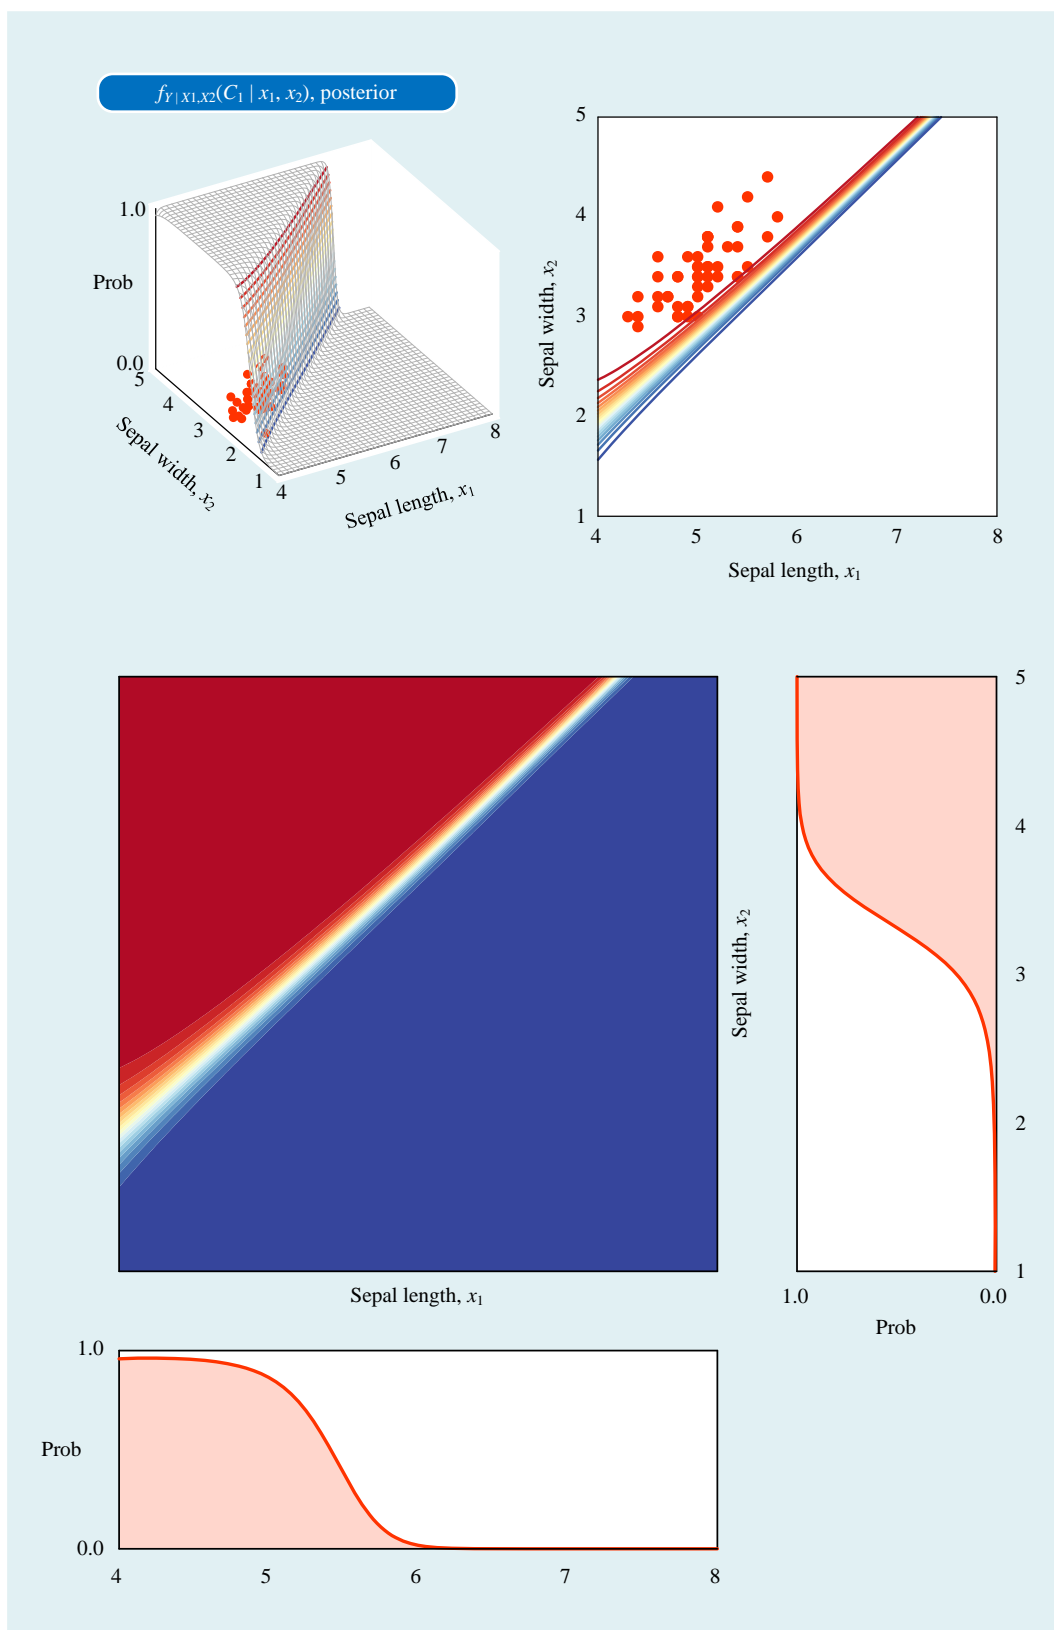 f_{Y | X1,X2}(C₁ | x₁, x₂), posterior
1.0
Prob
0.0
5
4
3
2
1
Sepal width, x₂
4
5
6
7
8
Sepal length, x₁
5
4
3
2
1
Sepal width, x₂
4 5 6 7 8
Sepal length, x₁
Sepal width, x₂
Sepal length, x₁
5
4
3
2
1
1.0 0.0
Prob
1.0
Prob
0.0
4 5 6 7 8